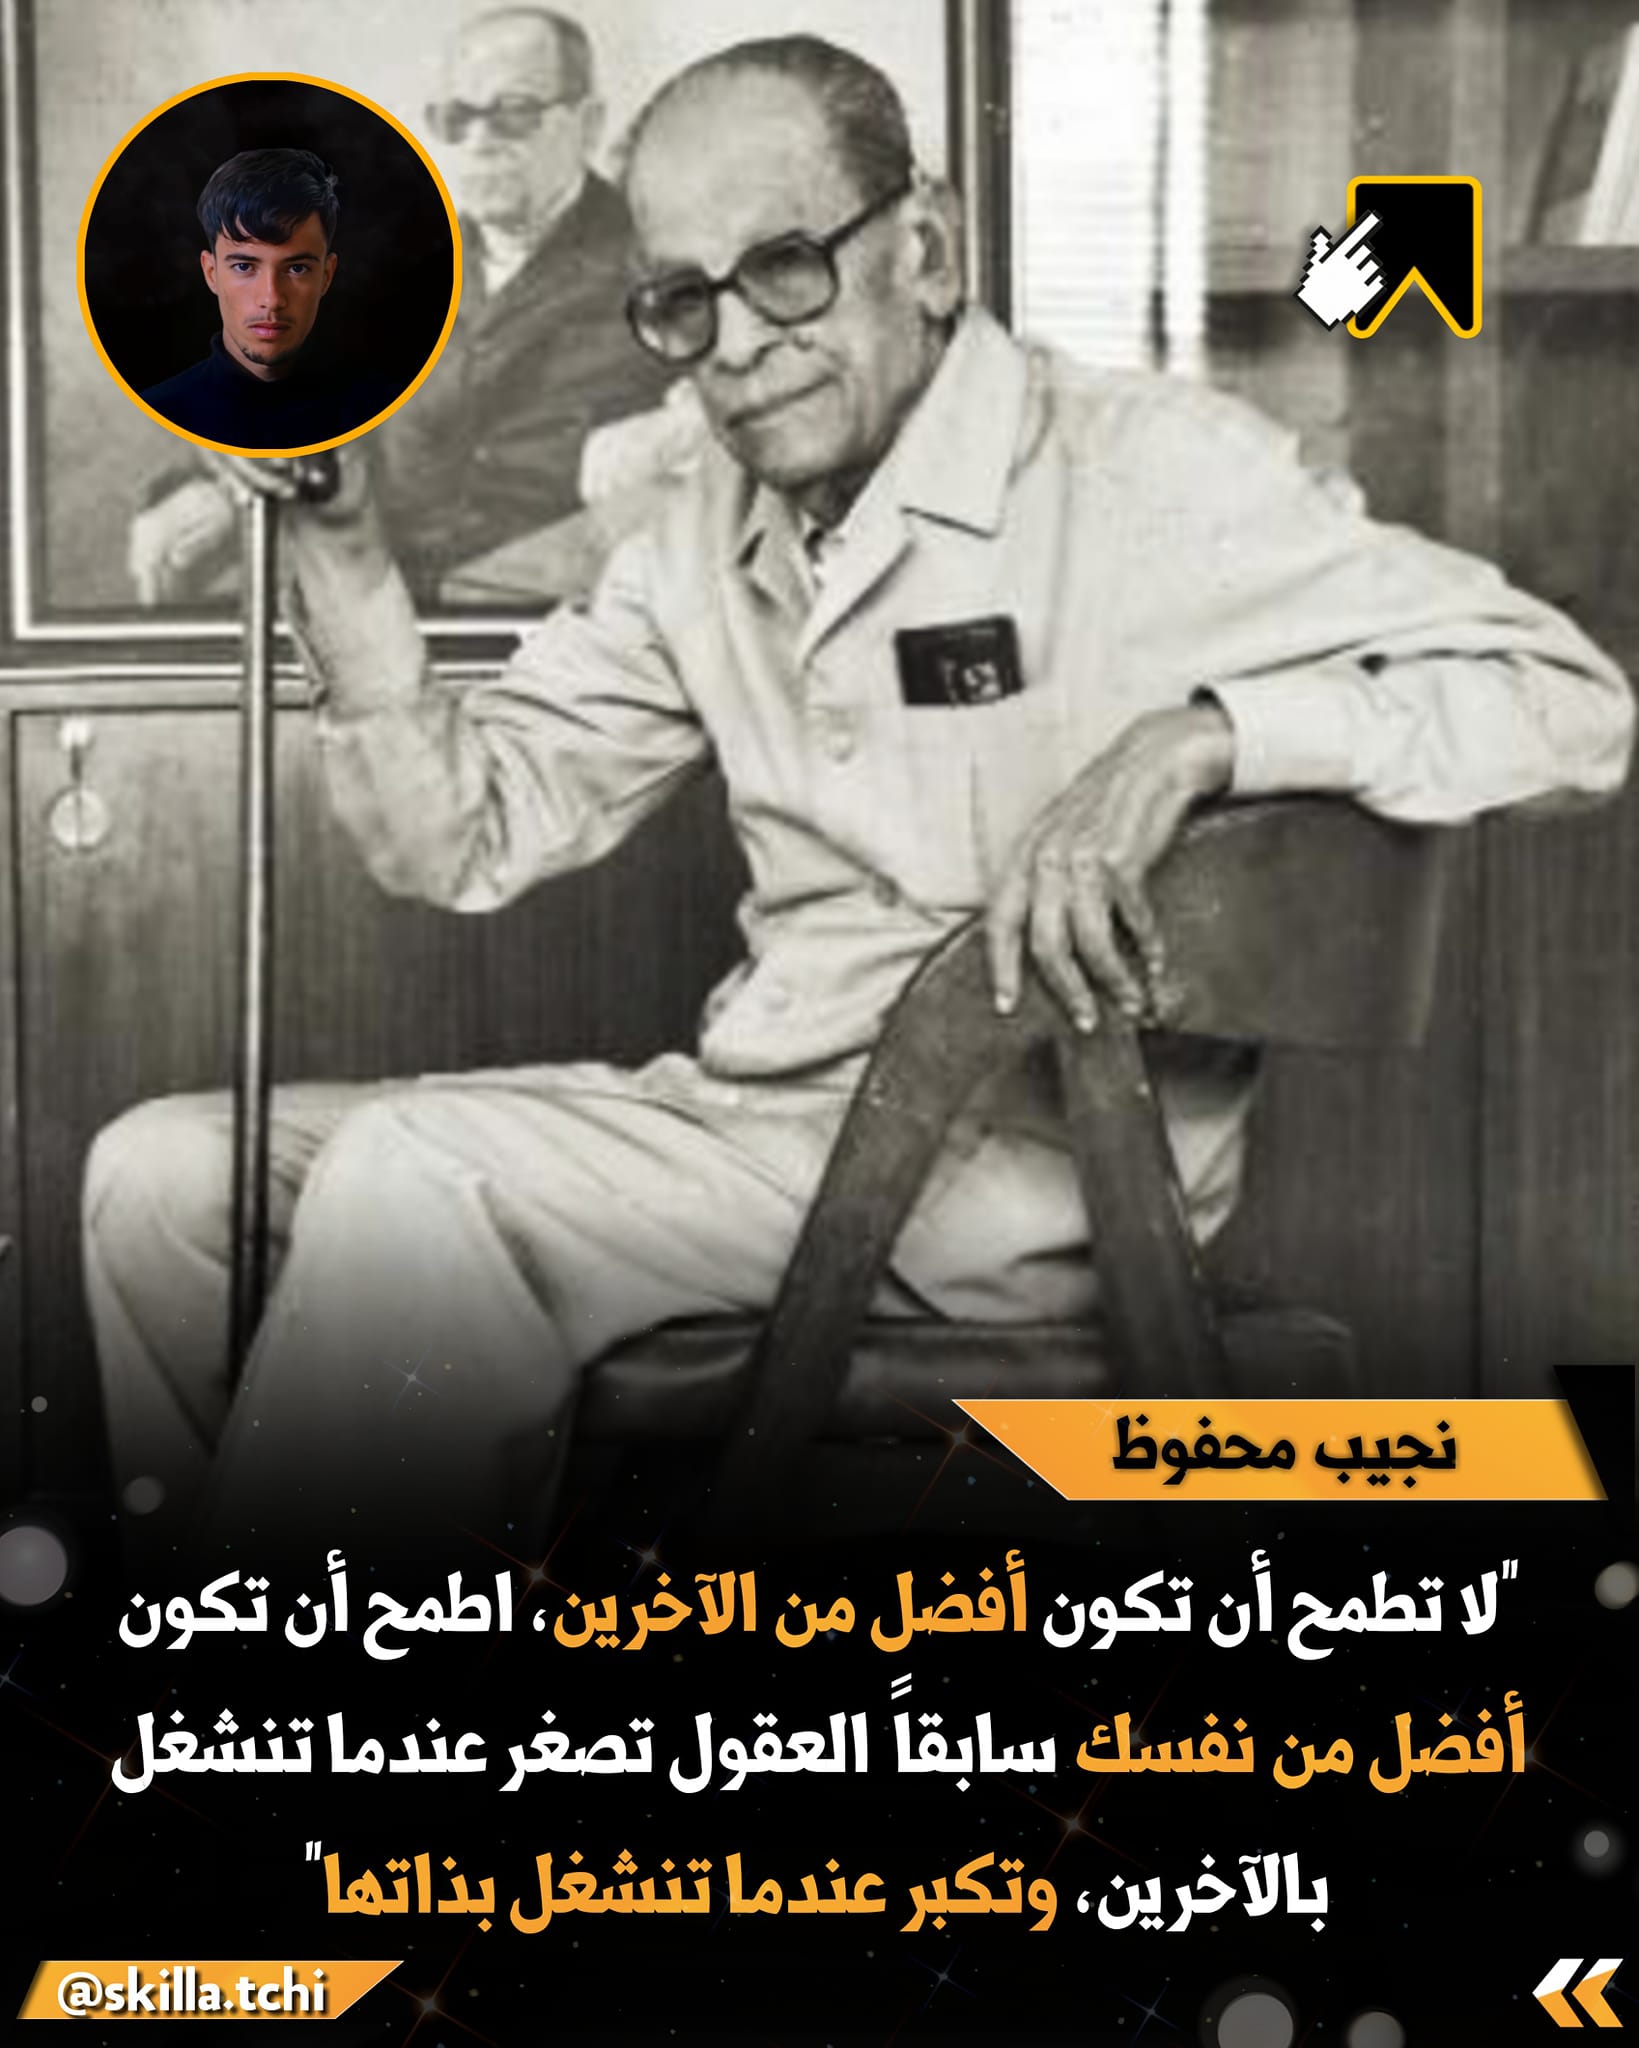 نجيب محفوظ
"لا تطمح أن تكون أفضل من الآخرين، اطمح أن تكون
أفضل من نفسك سابقاً العقول تصغر عندما تنشغل
بالآخرين، وتكبر عندما تنشغل بذاتها"
@skilla.tchi